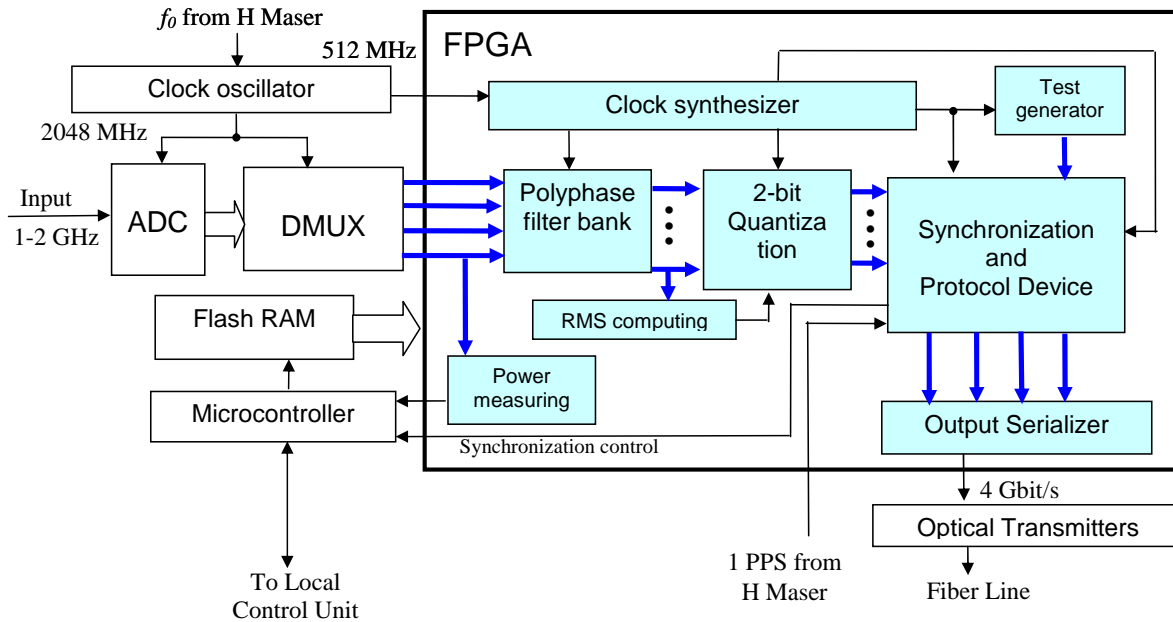 f0 from H Maser
512 MHz
FPGA
Clock oscillator
Clock synthesizer
Test
generator
2048 MHz
Input
1-2 GHz
ADC
DMUX
Polyphase
filter bank
2-bit
Quantiza
tion
Synchronization
and
Protocol Device
Flash RAM
RMS computing
Power
measuring
Microcontroller
Synchronization control
Output Serializer
4 Gbit/s
Optical Transmitters
1 PPS from
H Maser
To Local
Control Unit
Fiber Line